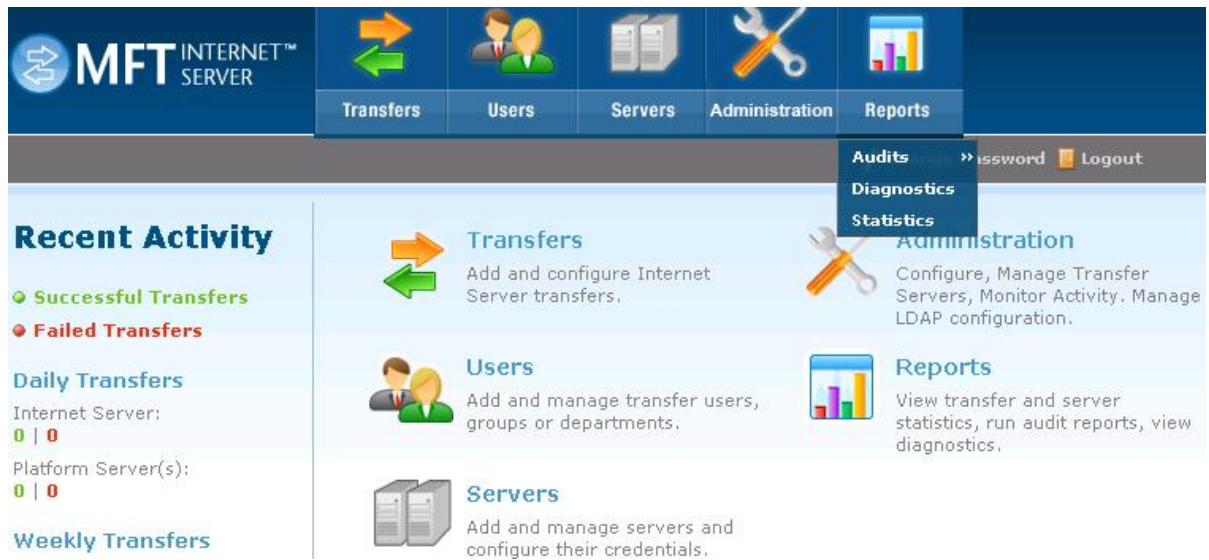 MFT INTERNET™
SERVER
Transfers Users Servers Administration Reports
Audits »
Diagnostics
Statistics
Logout
Recent Activity
Successful Transfers
Failed Transfers
Daily Transfers
Internet Server:
0 | 0
Platform Server(s):
0 | 0
Weekly Transfers
Transfers
Add and configure Internet
Server transfers.
Users
Add and manage transfer users,
groups or departments.
Servers
Add and manage servers and
configure their credentials.
Administration
Configure, Manage Transfer
Servers, Monitor Activity. Manage
LDAP configuration.
Reports
View transfer and server
statistics, run audit reports, view
diagnostics.